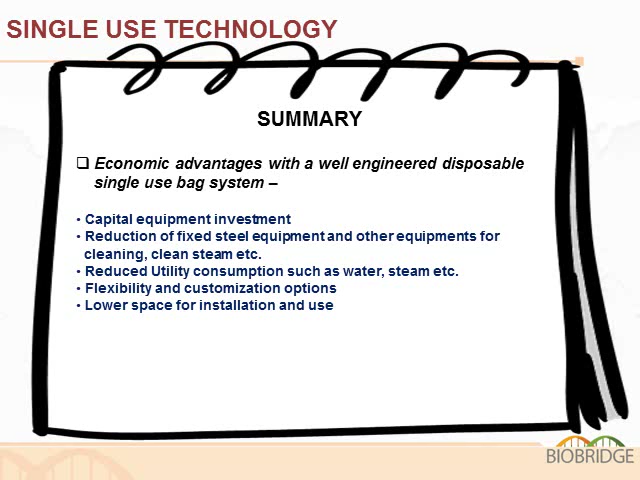 SINGLE USE TECHNOLOGY
SUMMARY
❑ Economic advantages with a well engineered disposable
single use bag system –
• Capital equipment investment
• Reduction of fixed steel equipment and other equipments for
cleaning, clean steam etc.
• Reduced Utility consumption such as water, steam etc.
• Flexibility and customization options
• Lower space for installation and use
BIOBRIDGE